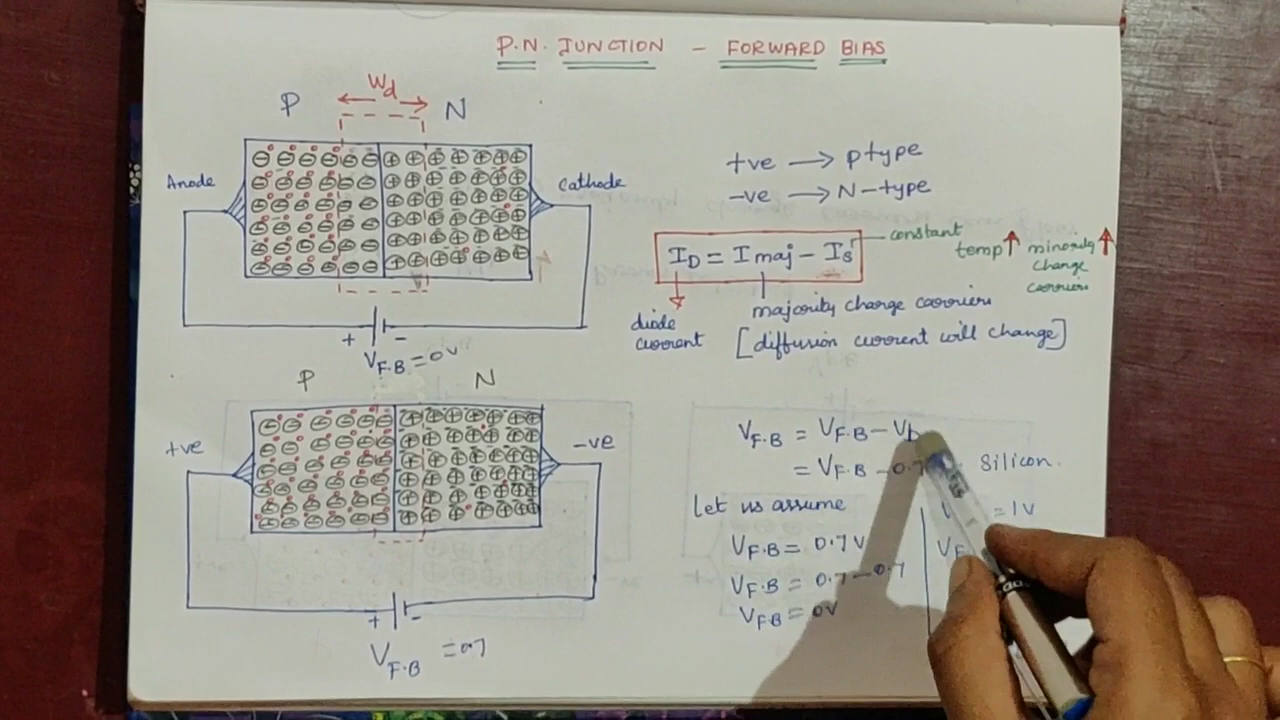 P.N. JUNCTION - FORWARD BIAS
Wd
P N
Anode
Cathode
+ -
VF.B = 0V
+ve → p type
-ve → N-type
ID = Imaj - Is
constant
temp↑ minority↑
charge
carriers
diode
current
majority charge carriers
[diffusion current will change]
P N
+ve
-ve
+ -
VF.B = 0.7
VF.B = VF.B - Vb
= VF.B - 0.7 Silicon.
Let us assume
VF.B = 0.7V
VF.B = 0.7 - 0.7
VF.B = 0V
= 1V
VF.